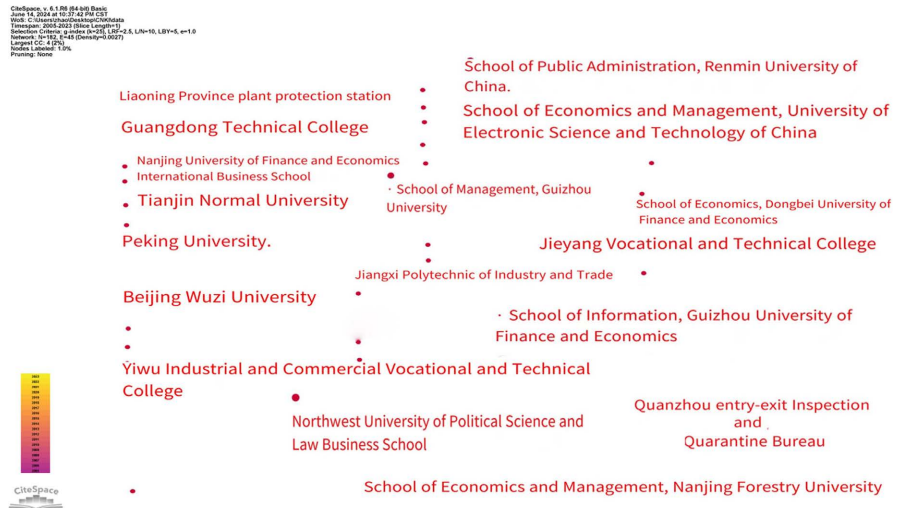 CiteSpace, v. 6.1.R6 (64-bit) Basic
June 14, 2024 at 10:37:42 PM CST
WoS: C:\Users\zhao\Desktop\CNKI\data
Timespan: 2005-2023 (Slice Length=1)
Selection Criteria: g-index (k=25), LRF=2.5, L/N=10, LBY=5, e=1.0
Network: N=182, E=45 (Density=0.0027)
Largest CC: 4 (2%)
Nodes Labeled: 1.0%
Pruning: None
School of Public Administration, Renmin University of
China.
Liaoning Province plant protection station
School of Economics and Management, University of
Electronic Science and Technology of China
Guangdong Technical College
Nanjing University of Finance and Economics
International Business School
· School of Management, Guizhou
University
Tianjin Normal University
School of Economics, Dongbei University of
Finance and Economics
Peking University.
Jieyang Vocational and Technical College
Jiangxi Polytechnic of Industry and Trade
Beijing Wuzi University
· School of Information, Guizhou University of
Finance and Economics
Yiwu Industrial and Commercial Vocational and Technical
College
Quanzhou entry-exit Inspection
and
Quarantine Bureau
Northwest University of Political Science and
Law Business School
School of Economics and Management, Nanjing Forestry University
CiteSpace